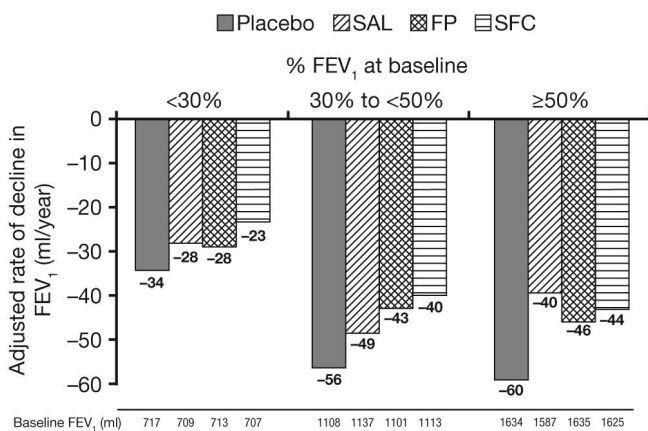 Placebo SAL FP SFC
% FEV1 at baseline
<30% 30% to <50% ≥50%
Adjusted rate of decline in
FEV1 (ml/year)
0
–10
–20
–30
–40
–50
–60
–34 –28 –28 –23
–56 –49 –43 –40
–60 –40 –46 –44
Baseline FEV1 (ml) 717 709 713 707 1108 1137 1101 1113 1634 1587 1635 1625